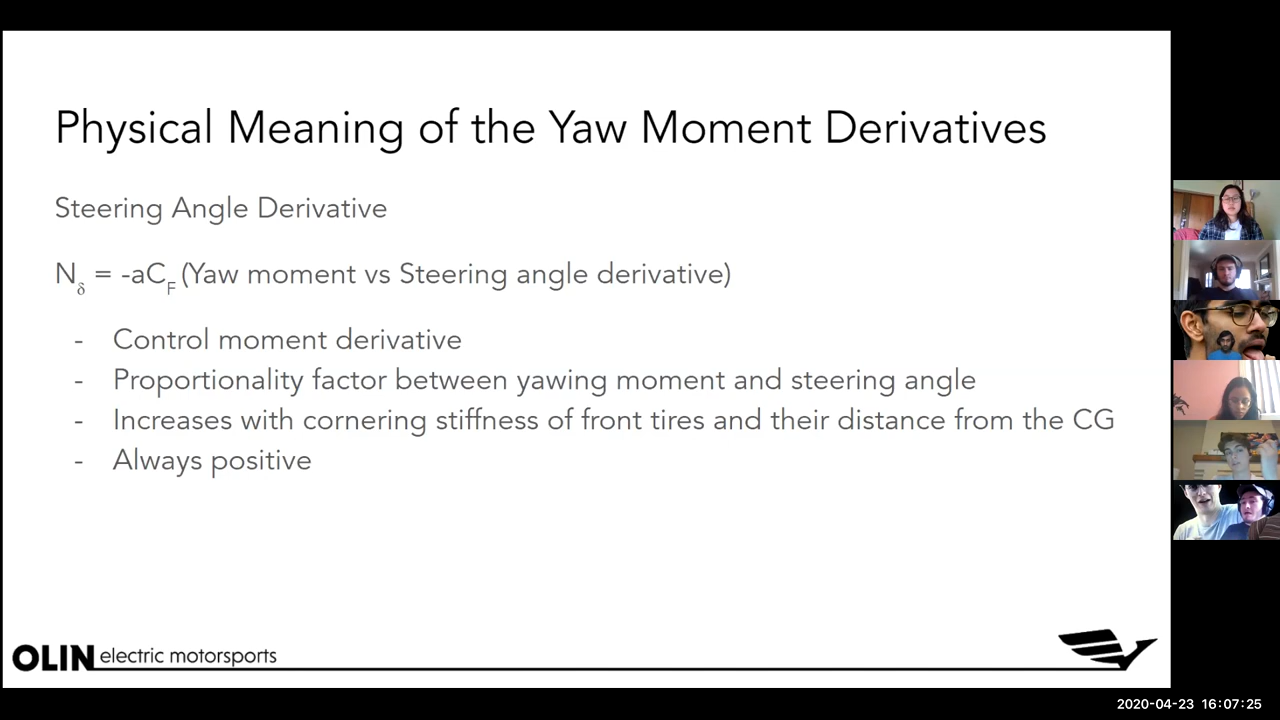 Physical Meaning of the Yaw Moment Derivatives
Steering Angle Derivative
N_δ = -aC_F (Yaw moment vs Steering angle derivative)
- Control moment derivative
- Proportionality factor between yawing moment and steering angle
- Increases with cornering stiffness of front tires and their distance from the CG
- Always positive
OLIN electric motorsports
2020-04-23 16:07:25